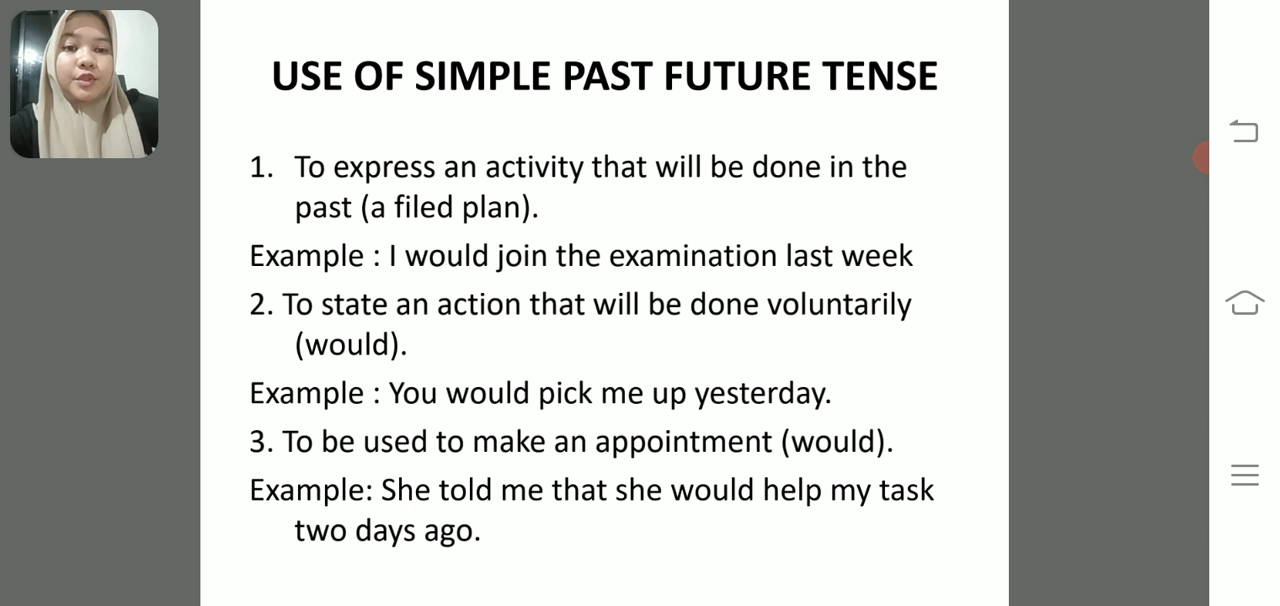 USE OF SIMPLE PAST FUTURE TENSE
1. To express an activity that will be done in the
past (a filed plan).
Example : I would join the examination last week
2. To state an action that will be done voluntarily
(would).
Example : You would pick me up yesterday.
3. To be used to make an appointment (would).
Example: She told me that she would help my task
two days ago.